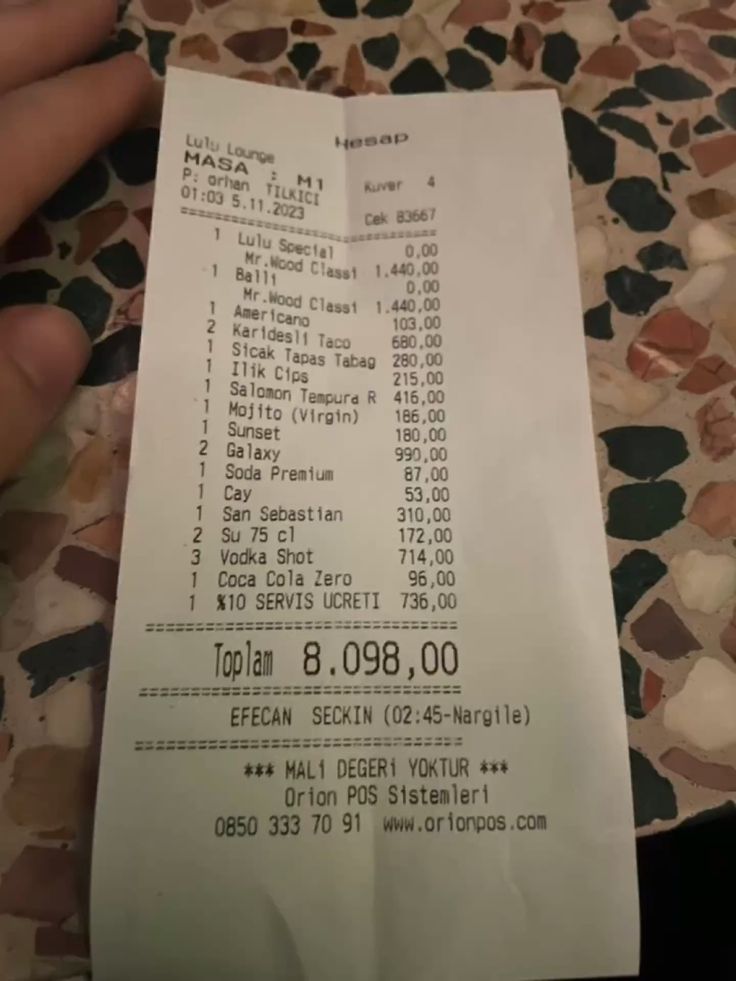 Hesap
Lulu Lounge
MASA : M1
P: orhan TILKICI
01:03 5.11.2023
Kuver 4
Cek 83667
1 Lulu Special 0,00
Mr.Wood Classi 1.440,00
1 Balli 0,00
Mr.Wood Classi 1.440,00
1 Americano 103,00
2 Karidesli Taco 680,00
1 Sicak Tapas Tabag 280,00
1 Ilik Cips 215,00
1 Salomon Tempura R 416,00
1 Mojito (Virgin) 186,00
1 Sunset 180,00
2 Galaxy 990,00
1 Soda Premium 87,00
1 Cay 53,00
1 San Sebastian 310,00
2 Su 75 cl 172,00
3 Vodka Shot 714,00
1 Coca Cola Zero 96,00
1 %10 SERVIS UCRETI 736,00
Toplam 8.098,00
EFECAN SECKIN (02:45-Nargile)
*** MALi DEGERi YOKTUR ***
Orion POS Sistemleri
0850 333 70 91 www.orionpos.com